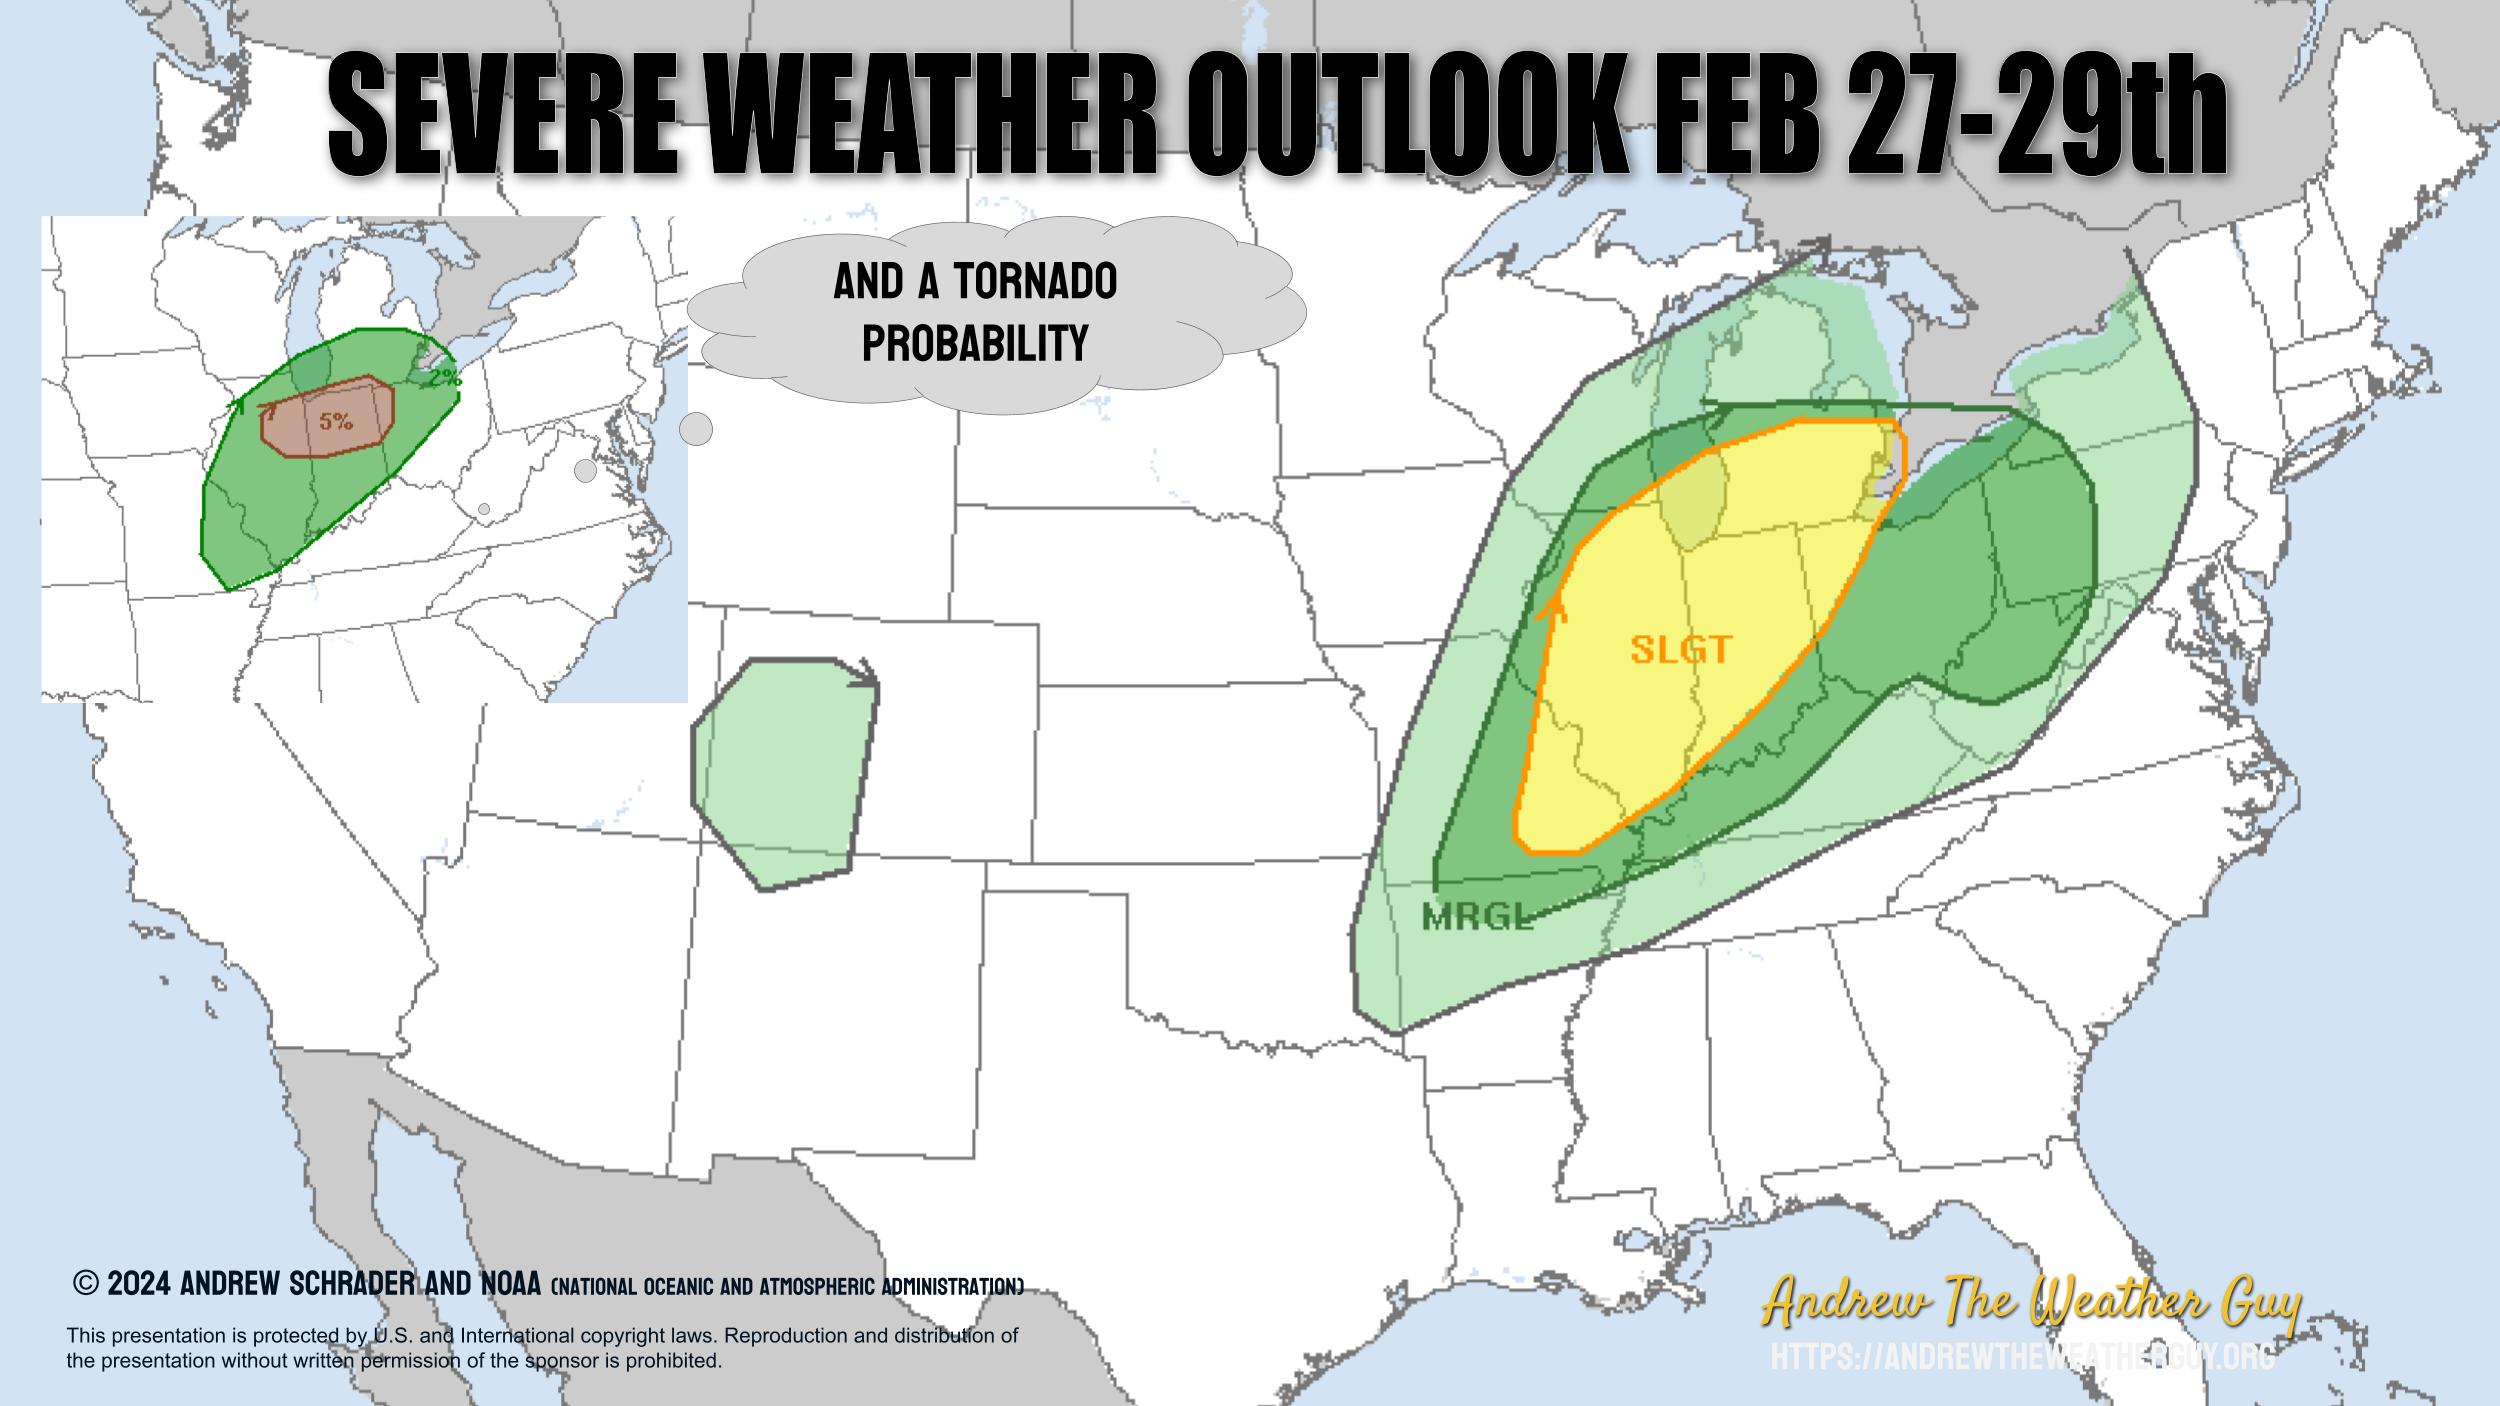 SEVERE WEATHER OUTLOOK FEB 27-29th
AND A TORNADO
PROBABILITY
2%
5%
SLGT
MRGL
© 2024 ANDREW SCHRADER AND NOAA (NATIONAL OCEANIC AND ATMOSPHERIC ADMINISTRATION)
This presentation is protected by U.S. and International copyright laws. Reproduction and distribution of
the presentation without written permission of the sponsor is prohibited.
Andrew The Weather Guy
HTTPS://ANDREWTHEWEATHERGUY.ORG